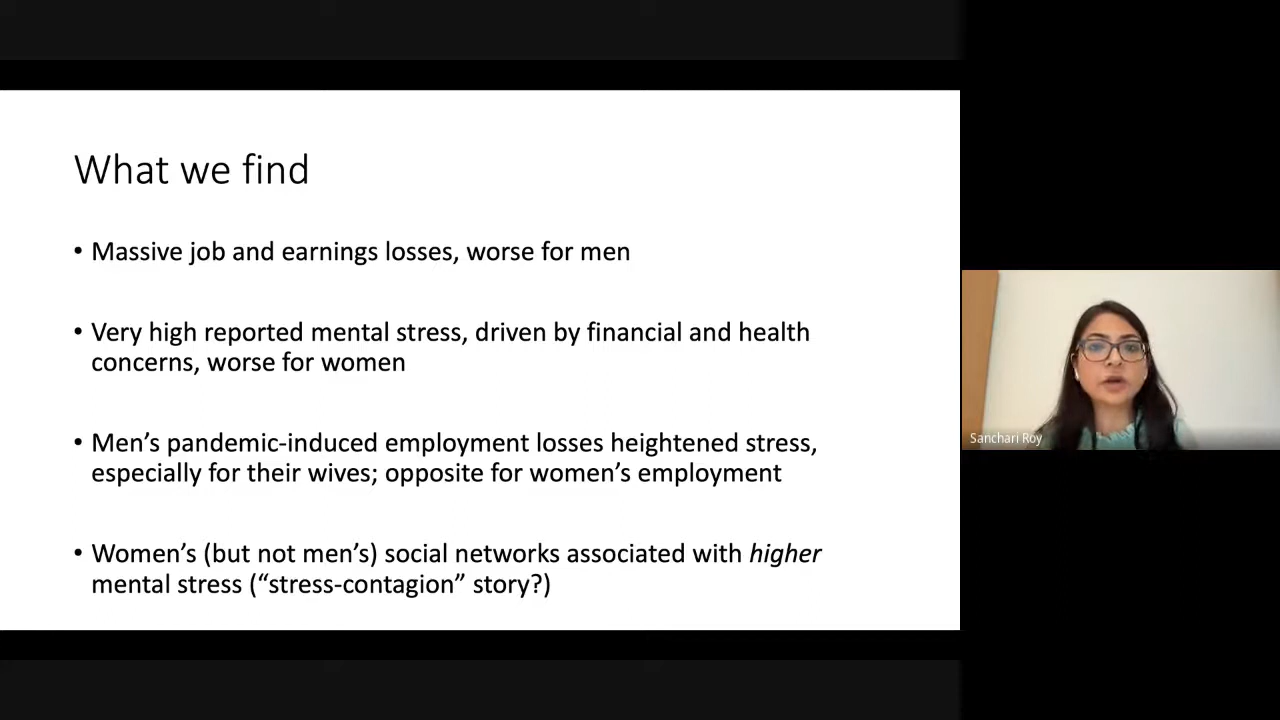 What we find
• Massive job and earnings losses, worse for men
• Very high reported mental stress, driven by financial and health
concerns, worse for women
• Men’s pandemic-induced employment losses heightened stress,
especially for their wives; opposite for women’s employment
• Women’s (but not men’s) social networks associated with higher
mental stress (“stress-contagion” story?)
Sanchari Roy